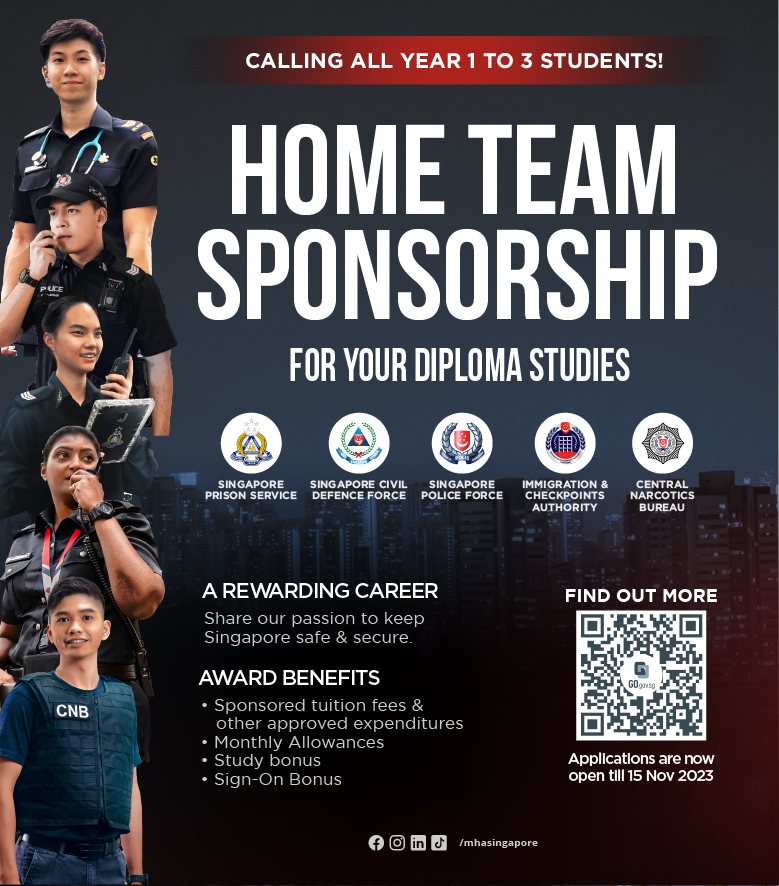 CALLING ALL YEAR 1 TO 3 STUDENTS!
HOME TEAM
SPONSORSHIP
FOR YOUR DIPLOMA STUDIES
POLICE
SINGAPORE
PRISON SERVICE
SINGAPORE CIVIL
DEFENCE FORCE
SINGAPORE
POLICE FORCE
IMMIGRATION &
CHECKPOINTS
AUTHORITY
CENTRAL
NARCOTICS
BUREAU
A REWARDING CAREER
Share our passion to keep
Singapore safe & secure.
AWARD BENEFITS
• Sponsored tuition fees &
other approved expenditures
• Monthly Allowances
• Study bonus
• Sign-On Bonus
FIND OUT MORE
GOgov.sg
Applications are now
open till 15 Nov 2023
CNB
/mhasingapore